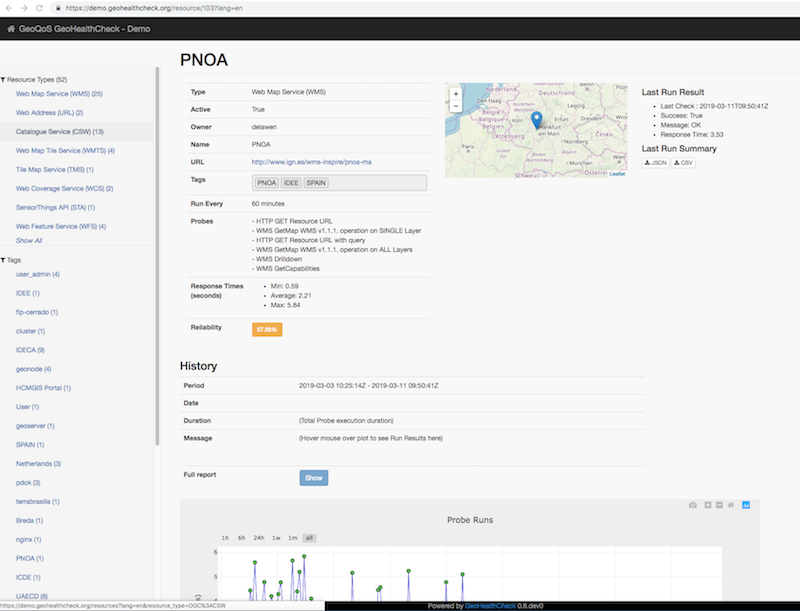 https://demo.geohealthcheck.org/resource/103?lang=en
GeoQoS GeoHealthCheck - Demo
Resource Types (52)
Web Map Service (WMS) (25)
Web Address (URL) (2)
Catalogue Service (CSW) (13)
Web Map Tile Service (WMTS) (4)
Tile Map Service (TMS) (1)
Web Coverage Service (WCS) (2)
SensorThings API (STA) (1)
Web Feature Service (WFS) (4)
Show All
Tags
user_admin (4)
IDEE (1)
fip-cerrado (1)
cluster (1)
IDECA (9)
geonode (4)
HCMGIS Portal (1)
User (1)
geoserver (1)
SPAIN (1)
Netherlands (3)
pdok (3)
terrabrasilis (1)
Breda (1)
nginx (1)
PNOA (1)
ICDE (1)
UAECD (8)
PNOA
Type Web Map Service (WMS)
Active True
Owner delawen
Name PNOA
URL http://www.ign.es/wms-inspire/pnoa-ma
Tags PNOA IDEE SPAIN
Run Every 60 minutes
Probes - HTTP GET Resource URL
- WMS GetMap WMS v1.1.1. operation on SINGLE Layer
- HTTP GET Resource URL with query
- WMS GetMap WMS v1.1.1. operation on ALL Layers
- WMS Drilldown
- WMS GetCapabilities
Response Times (seconds)
Min: 0.59
Average: 2.21
Max: 5.84
Reliability
+
-
Nederland
Den Haag
Deutschland
Leipzig
België
Belgique
Belgien
Frankfurt
am Main
Česko
Paris
München
Leaflet
Last Run Result
Last Check : 2019-03-11T09:50:41Z
Success: True
Message: OK
Response Time: 3.53
Last Run Summary
JSON CSV
History
Period 2019-03-03 10:25:14Z - 2019-03-11 09:50:41Z
Date
Duration (Total Probe execution duration)
Message (Hover mouse over plot to see Run Results here)
Full report Show
Probe Runs
1h 6h 24h 1w 1m all
6
5
4
https://demo.geohealthcheck.org/resources?lang=en&resource_type=OGC%3ACSW
Powered by GeoHealthCheck 0.6.dev0